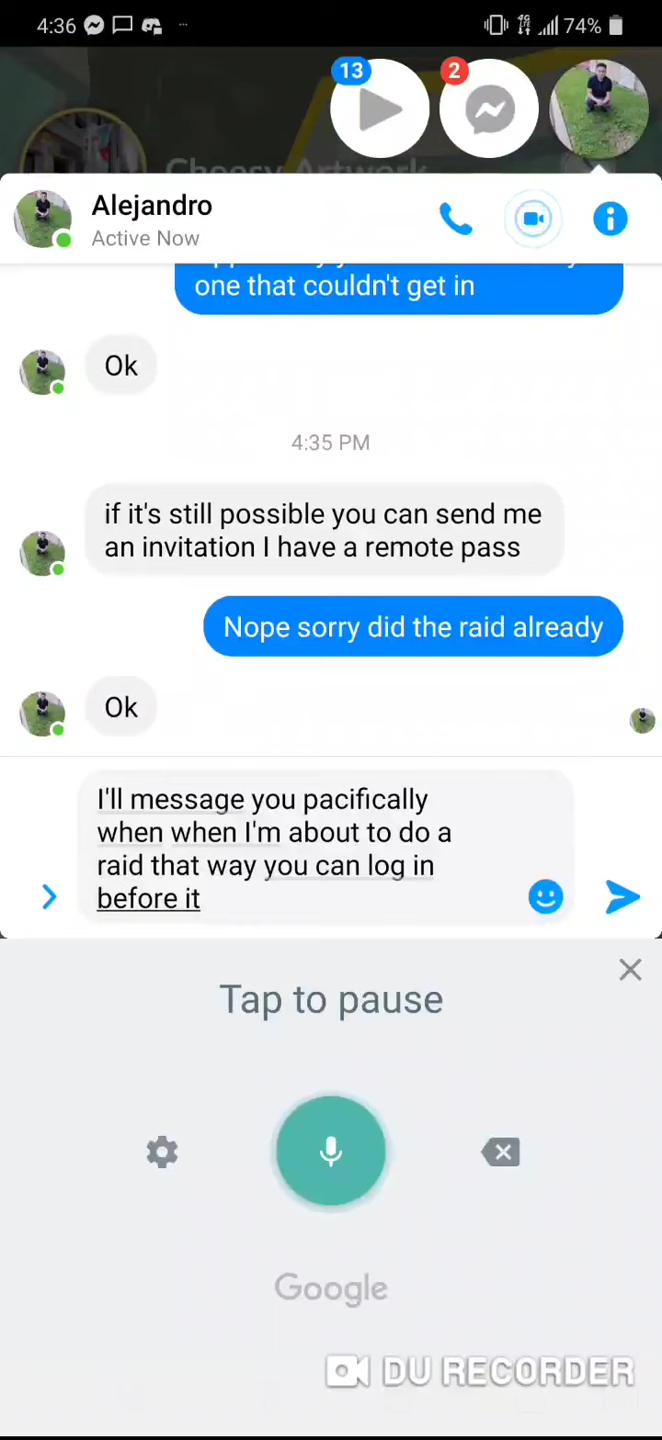 4:36
74%
13
2
Cheesy Artwork
Alejandro
Active Now
one that couldn't get in
Ok
4:35 PM
if it's still possible you can send me
an invitation I have a remote pass
Nope sorry did the raid already
Ok
I'll message you pacifically
when when I'm about to do a
raid that way you can log in
before it
Tap to pause
Google
DU RECORDER